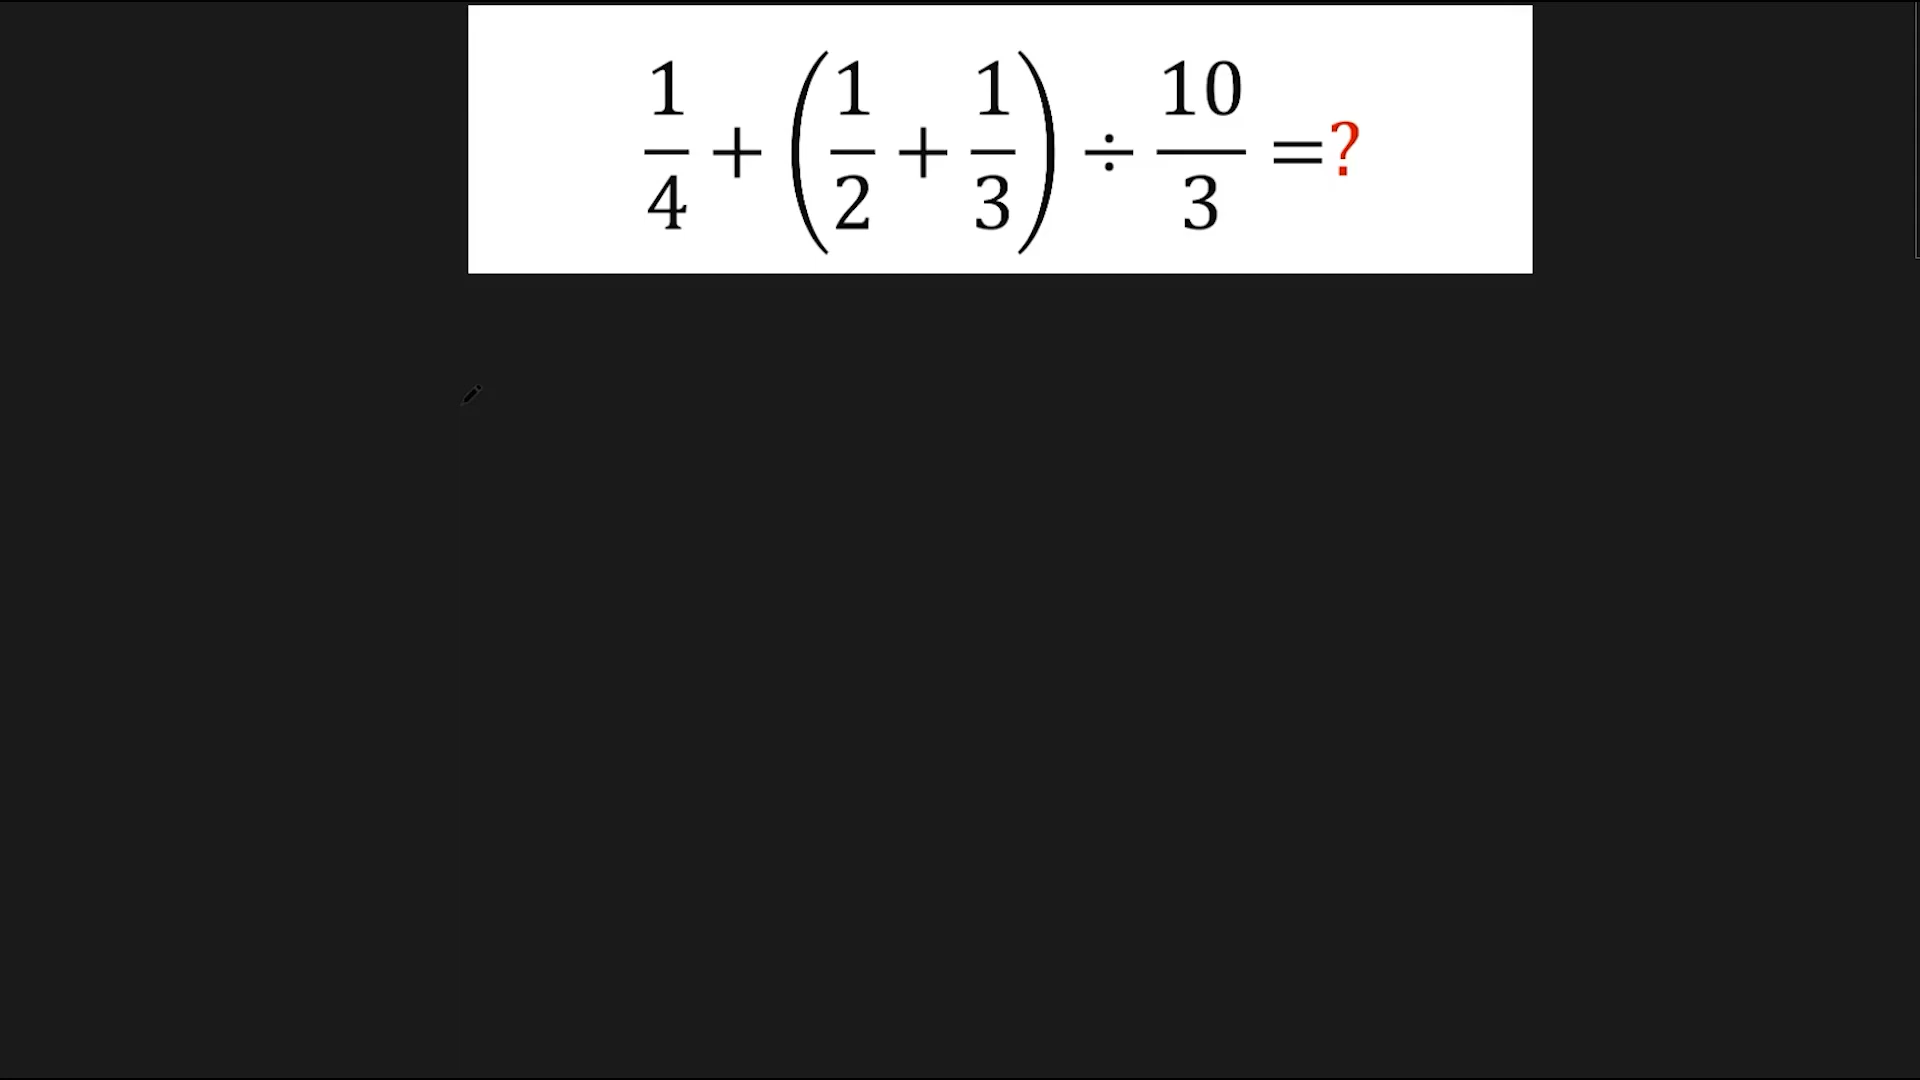 1/4 + (1/2 + 1/3) ÷ 10/3 =?